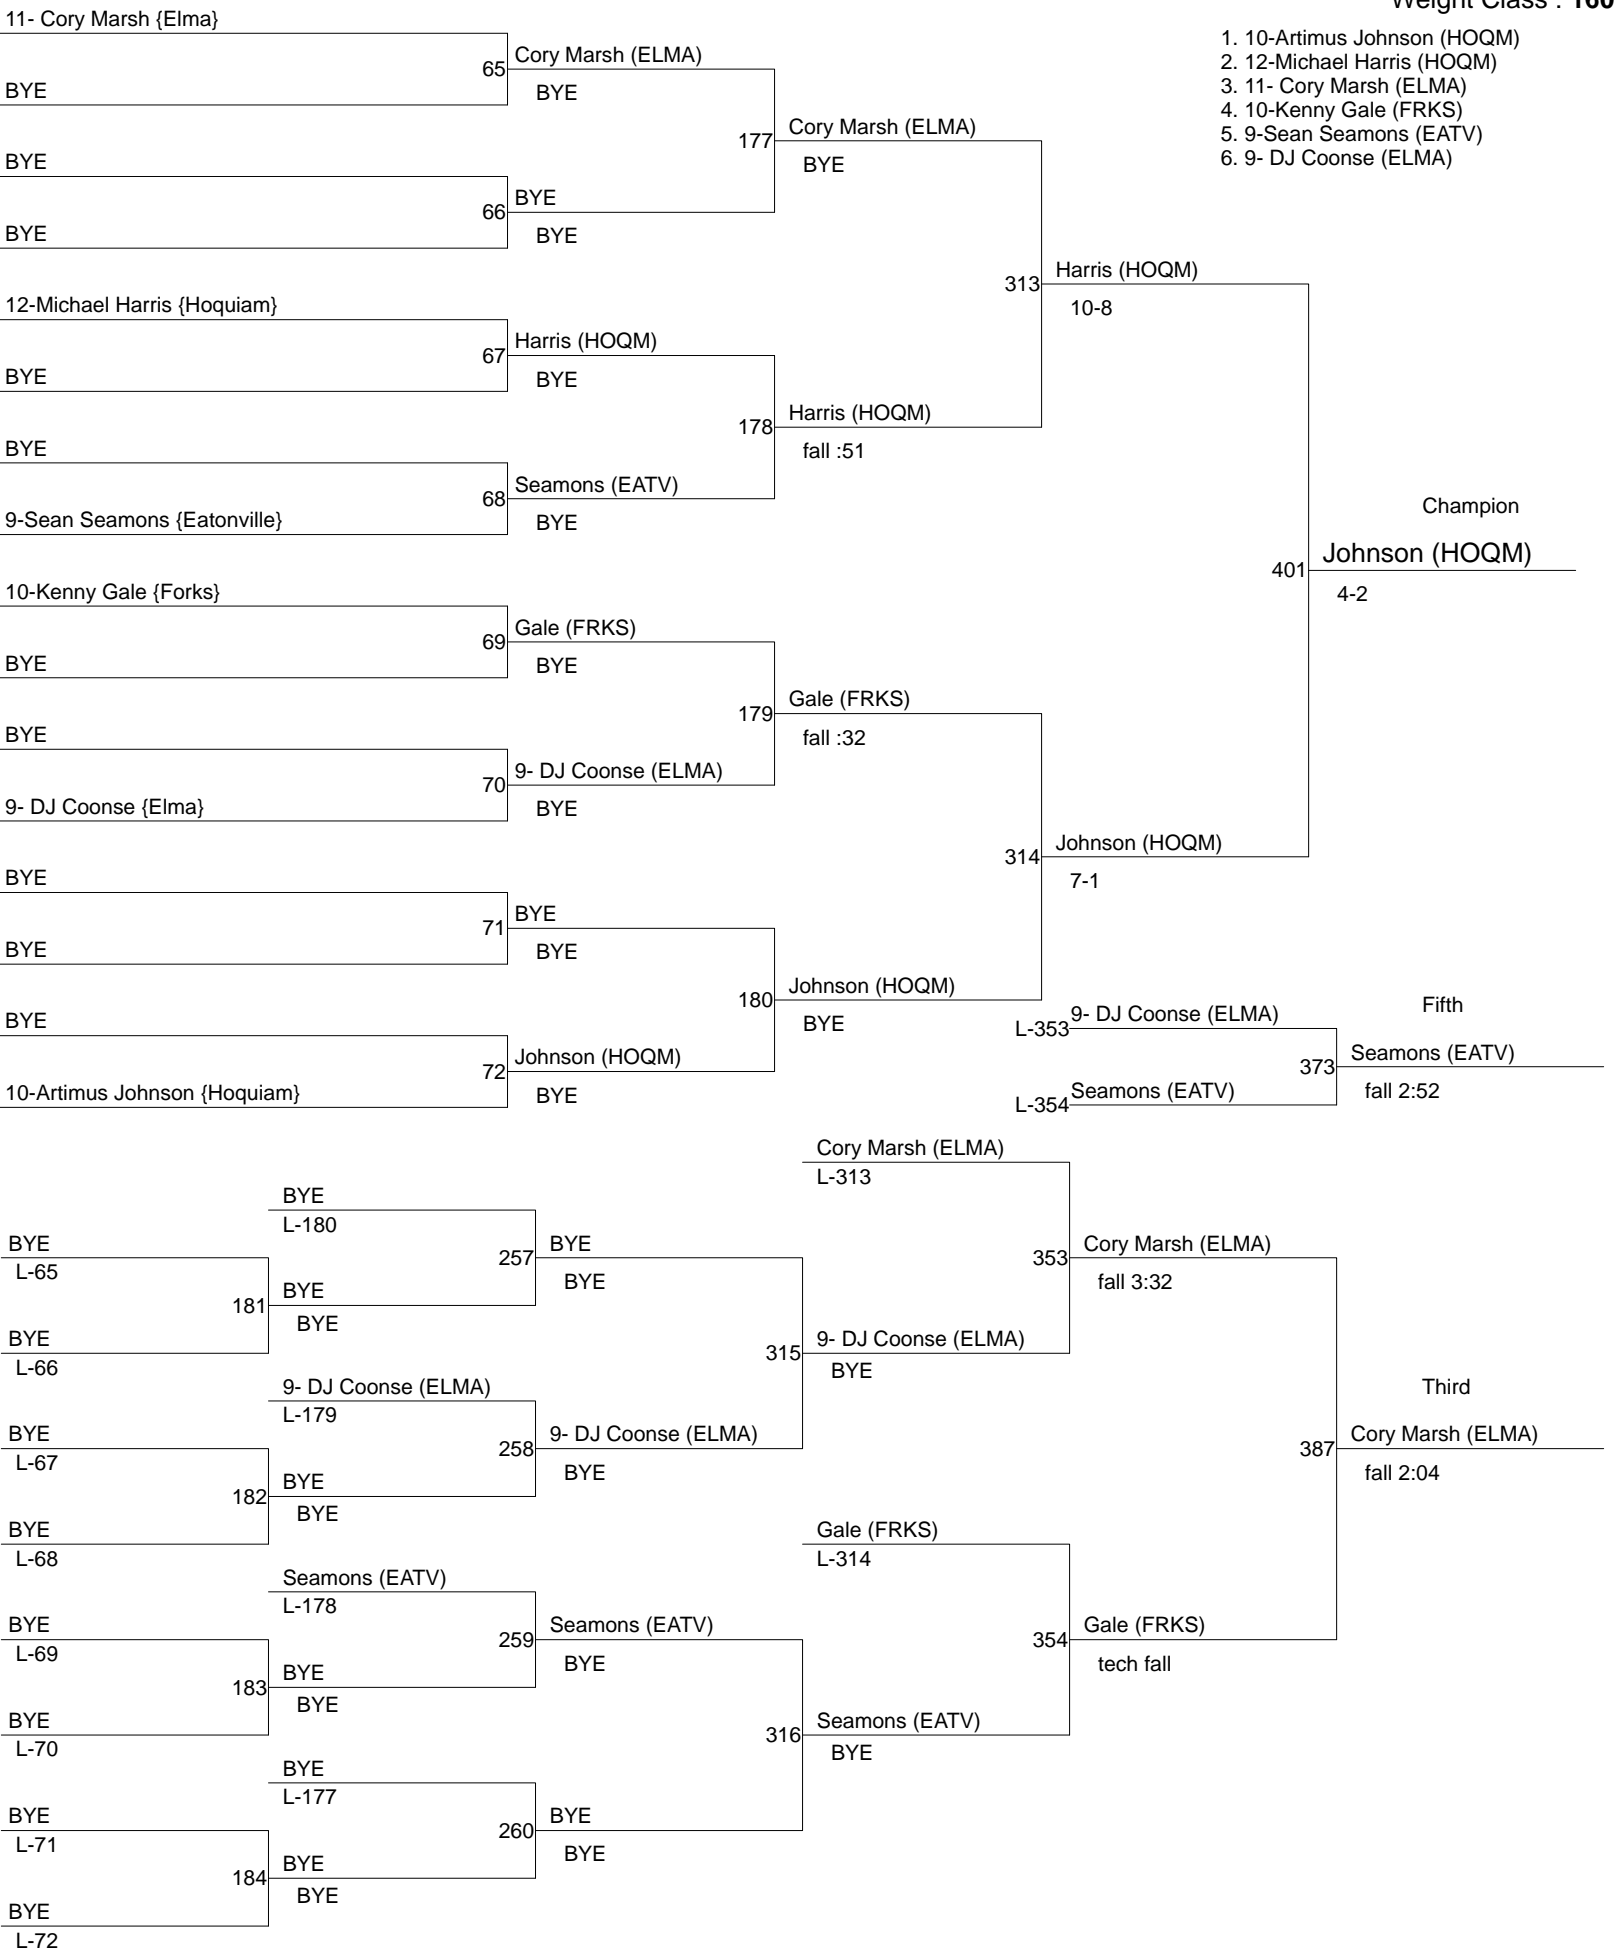 Weight Class : 160
1. 10-Artimus Johnson (HOQM)
2. 12-Michael Harris (HOQM)
3. 11- Cory Marsh (ELMA)
4. 10-Kenny Gale (FRKS)
5. 9-Sean Seamons (EATV)
6. 9- DJ Coonse (ELMA)
11- Cory Marsh {Elma}
BYE
BYE
BYE
12-Michael Harris {Hoquiam}
BYE
BYE
9-Sean Seamons {Eatonville}
10-Kenny Gale {Forks}
BYE
BYE
9- DJ Coonse {Elma}
BYE
BYE
BYE
10-Artimus Johnson {Hoquiam}
65
Cory Marsh (ELMA)
BYE
66
BYE
BYE
67
Harris (HOQM)
BYE
68
Seamons (EATV)
BYE
69
Gale (FRKS)
BYE
70
9- DJ Coonse (ELMA)
BYE
71
BYE
BYE
72
Johnson (HOQM)
BYE
177
Cory Marsh (ELMA)
BYE
178
Harris (HOQM)
fall :51
179
Gale (FRKS)
fall :32
180
Johnson (HOQM)
BYE
313
Harris (HOQM)
10-8
314
Johnson (HOQM)
7-1
Champion
401
Johnson (HOQM)
4-2
L-353
9- DJ Coonse (ELMA)
L-354
Seamons (EATV)
Fifth
373
Seamons (EATV)
fall 2:52
BYE
L-65
BYE
L-66
BYE
L-67
BYE
L-68
BYE
L-69
BYE
L-70
BYE
L-71
BYE
L-72
BYE
L-180
181
BYE
BYE
9- DJ Coonse (ELMA)
L-179
182
BYE
BYE
Seamons (EATV)
L-178
183
BYE
BYE
BYE
L-177
184
BYE
BYE
257
BYE
BYE
258
9- DJ Coonse (ELMA)
BYE
259
Seamons (EATV)
BYE
260
BYE
BYE
Cory Marsh (ELMA)
L-313
315
9- DJ Coonse (ELMA)
BYE
Gale (FRKS)
L-314
316
Seamons (EATV)
BYE
353
Cory Marsh (ELMA)
fall 3:32
354
Gale (FRKS)
tech fall
Third
387
Cory Marsh (ELMA)
fall 2:04